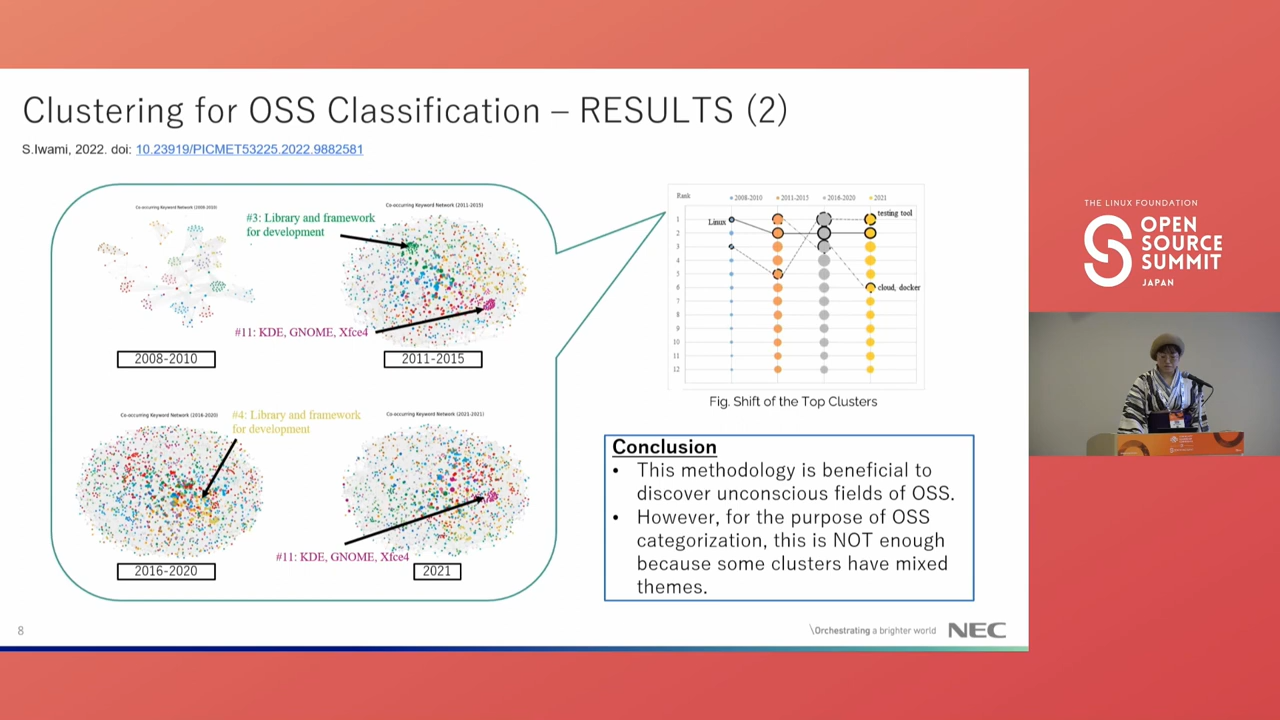 Clustering for OSS Classification – RESULTS (2)
S.Iwami, 2022. doi: 10.23919/PICMET53225.2022.9882581
Co-occurring Keyword Network (2008-2010)
2008-2010
Co-occurring Keyword Network (2011-2015)
#3: Library and framework
for development
#11: KDE, GNOME, Xfce4
2011-2015
Co-occurring Keyword Network (2016-2020)
#4: Library and framework
for development
2016-2020
Co-occurring Keyword Network (2021-2021)
#11: KDE, GNOME, Xfce4
2021
Rank
2008-2010
2011-2015
2016-2020
2021
1
2
3
4
5
6
7
8
9
10
11
12
Linux
testing tool
cloud, docker
Fig. Shift of the Top Clusters
Conclusion
• This methodology is beneficial to
discover unconscious fields of OSS.
• However, for the purpose of OSS
categorization, this is NOT enough
because some clusters have mixed
themes.
8
\Orchestrating a brighter world
NEC
THE LINUX FOUNDATION
OPEN
SOURCE
SUMMIT
JAPAN